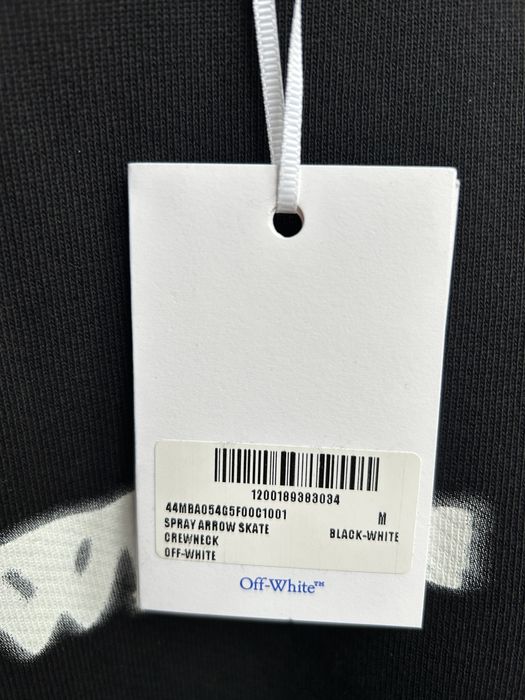 1200189383034
44MBA054G5F00C1001 M
SPRAY ARROW SKATE BLACK-WHITE
CREWNECK
OFF-WHITE
Off-White™